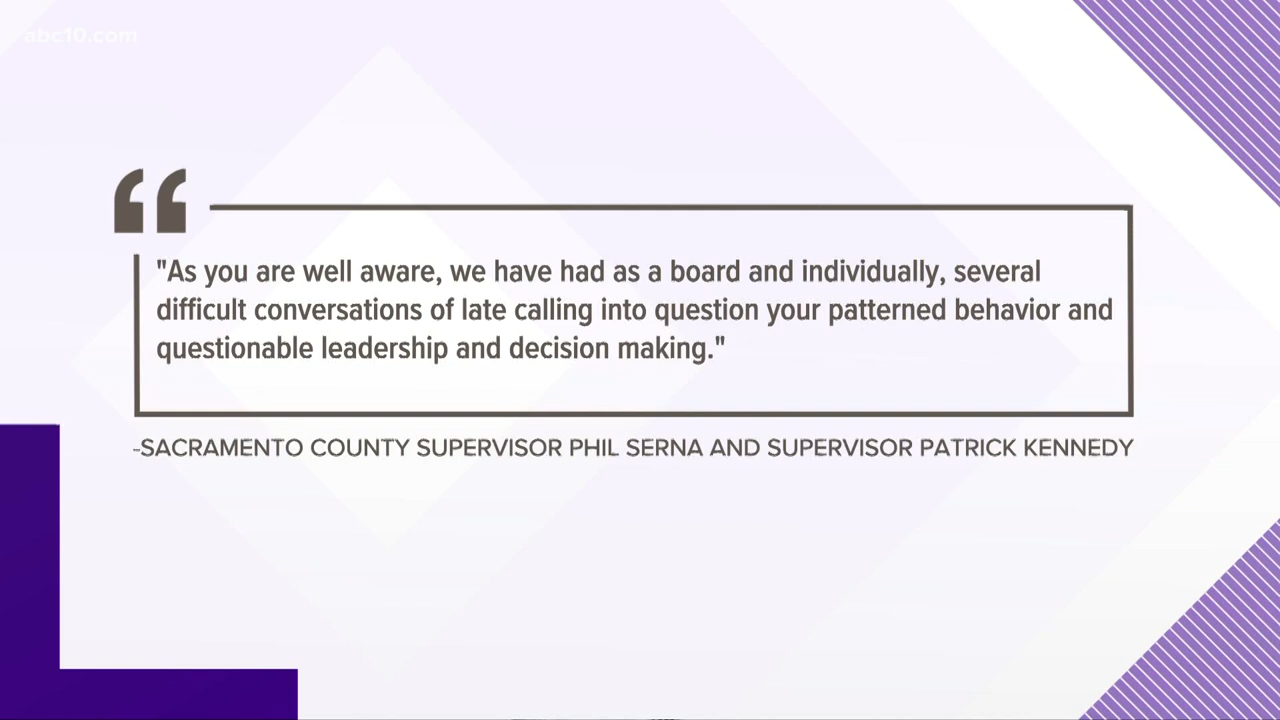 abc10.com
"As you are well aware, we have had as a board and individually, several
difficult conversations of late calling into question your patterned behavior and
questionable leadership and decision making."
-SACRAMENTO COUNTY SUPERVISOR PHIL SERNA AND SUPERVISOR PATRICK KENNEDY